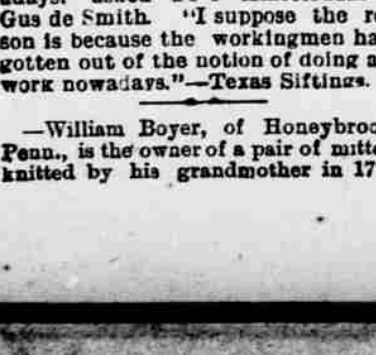 Gus de Smith. "I suppose the re
son is because the workingmen ha
gotten out of the notion of doing a
work nowadays."—Texas Siftings.
—William Boyer, of Honeybroo
Penn., is the owner of a pair of mitte
knitted by his grandmother in 17